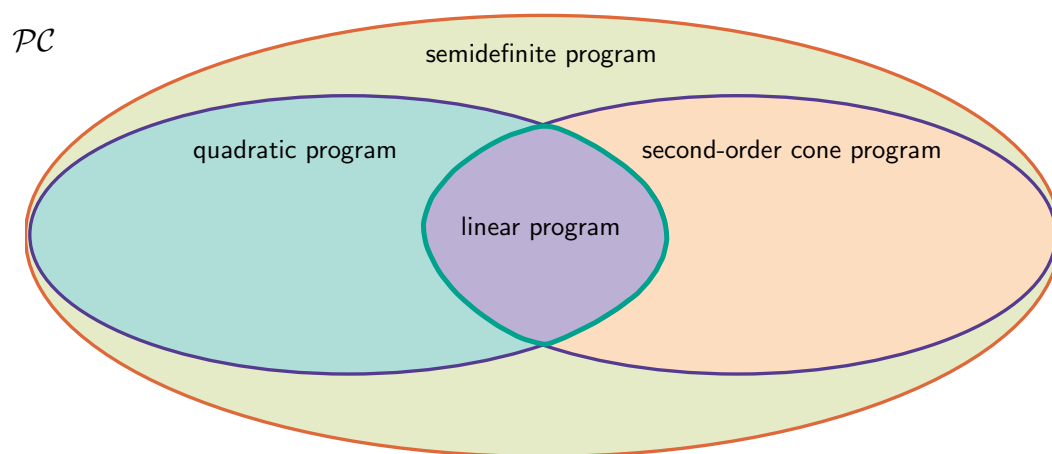 𝒫𝒞
semidefinite program
quadratic program
second-order cone program
linear program